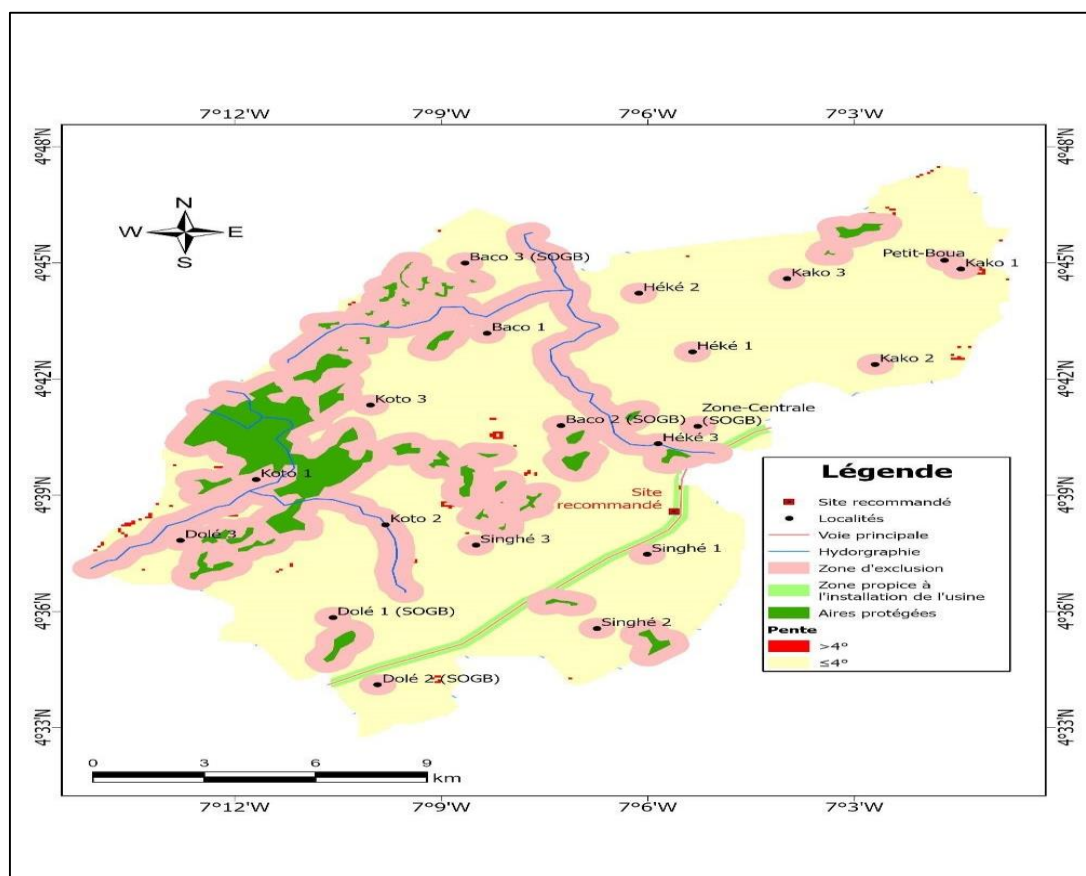 7°12'W 7°9'W 7°6'W 7°3'W
4°48'N 4°48'N
N
W E
S
4°45'N 4°45'N
Baco 3 (SOGB)
Petit-Boua
Kako 1
Kako 3
Héké 2
Baco 1
Héké 1
Kako 2
4°42'N 4°42'N
Koto 3
Zone-Centrale
(SOGB)
Baco 2 (SOGB)
Héké 3
Koto 1
4°39'N 4°39'N
Site
recommandé
Koto 2
Dolé 3
Singhé 3
Singhé 1
4°36'N 4°36'N
Dolé 1 (SOGB)
Singhé 2
Dolé 2 (SOGB)
4°33'N 4°33'N
Légende
Site recommandé
Localités
Voie principale
Hydorgraphie
Zone d'exclusion
Zone propice à
l'installation de l'usine
Aires protégées
Pente
>4°
≤4°
0 3 6 9
km
7°12'W 7°9'W 7°6'W 7°3'W